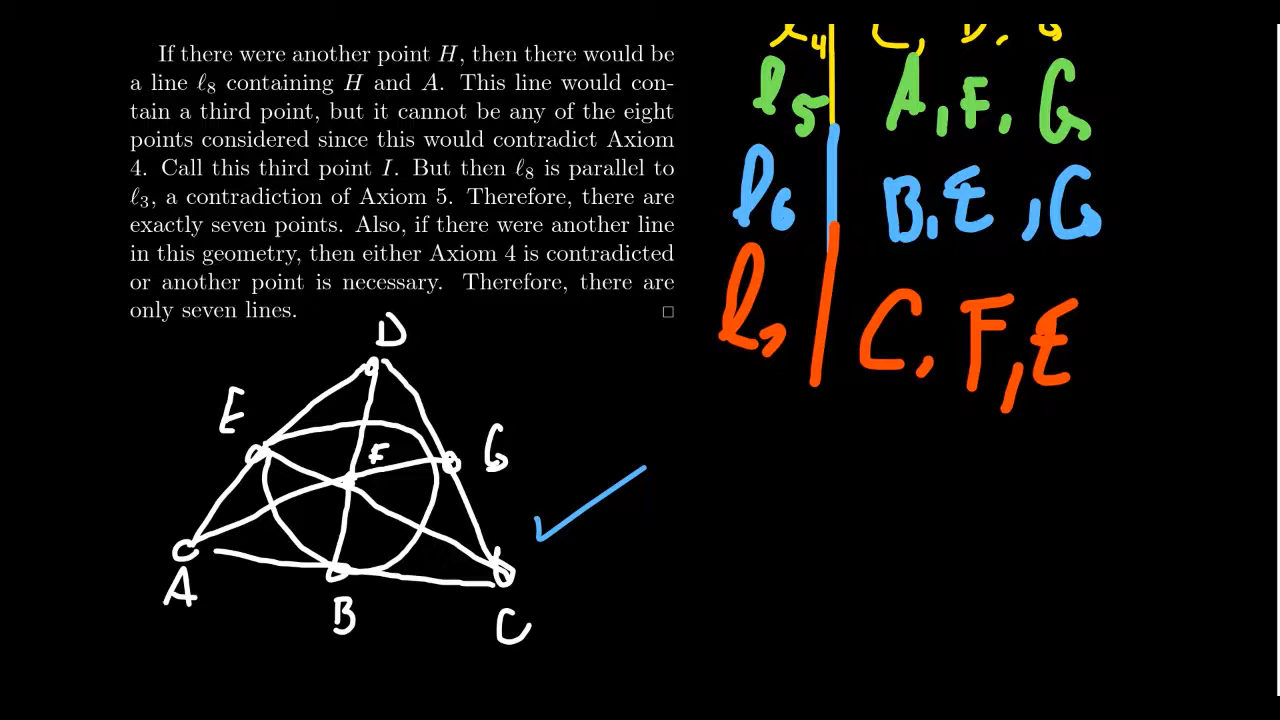 If there were another point H, then there would be
a line ℓ₈ containing H and A. This line would con-
tain a third point, but it cannot be any of the eight
points considered since this would contradict Axiom
4. Call this third point I. But then ℓ₈ is parallel to
ℓ₃, a contradiction of Axiom 5. Therefore, there are
exactly seven points. Also, if there were another line
in this geometry, then either Axiom 4 is contradicted
or another point is necessary. Therefore, there are
only seven lines. □
ℓ₄ C, D, G
ℓ₅ A, F, G
ℓ₆ B, E, G
ℓ₇ C, F, E
D
E
F
G
A
B
C